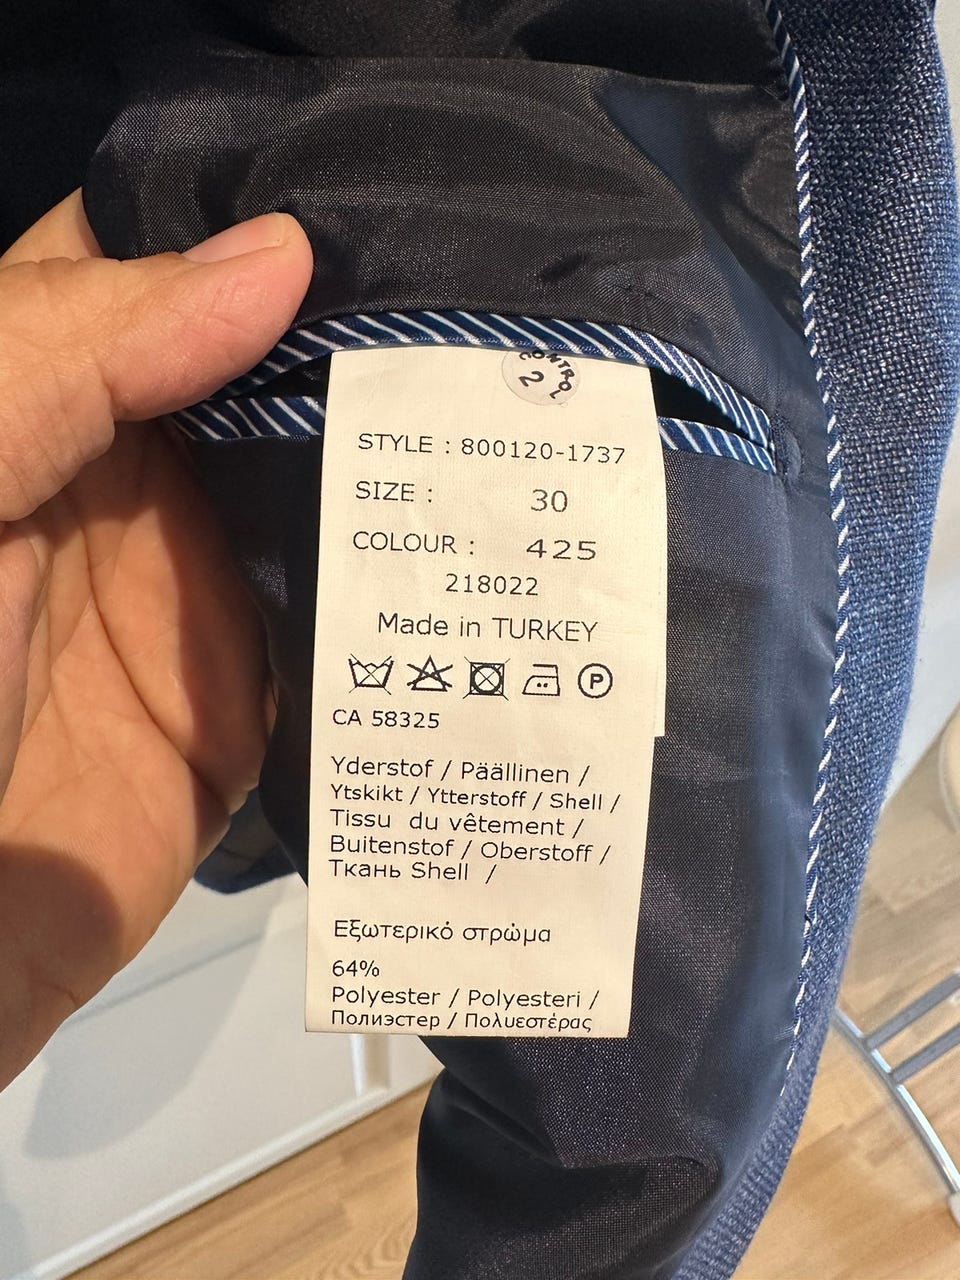 CONTROL
2
STYLE : 800120-1737
SIZE : 30
COLOUR : 425
218022
Made in TURKEY
P
CA 58325
Yderstof / Päällinen /
Ytskikt / Ytterstoff / Shell /
Tissu du vêtement /
Buitenstof / Oberstoff /
Ткань Shell /
Εξωτερικό στρώμα
64%
Polyester / Polyesteri /
Полиэстер / Πολυεστέρας